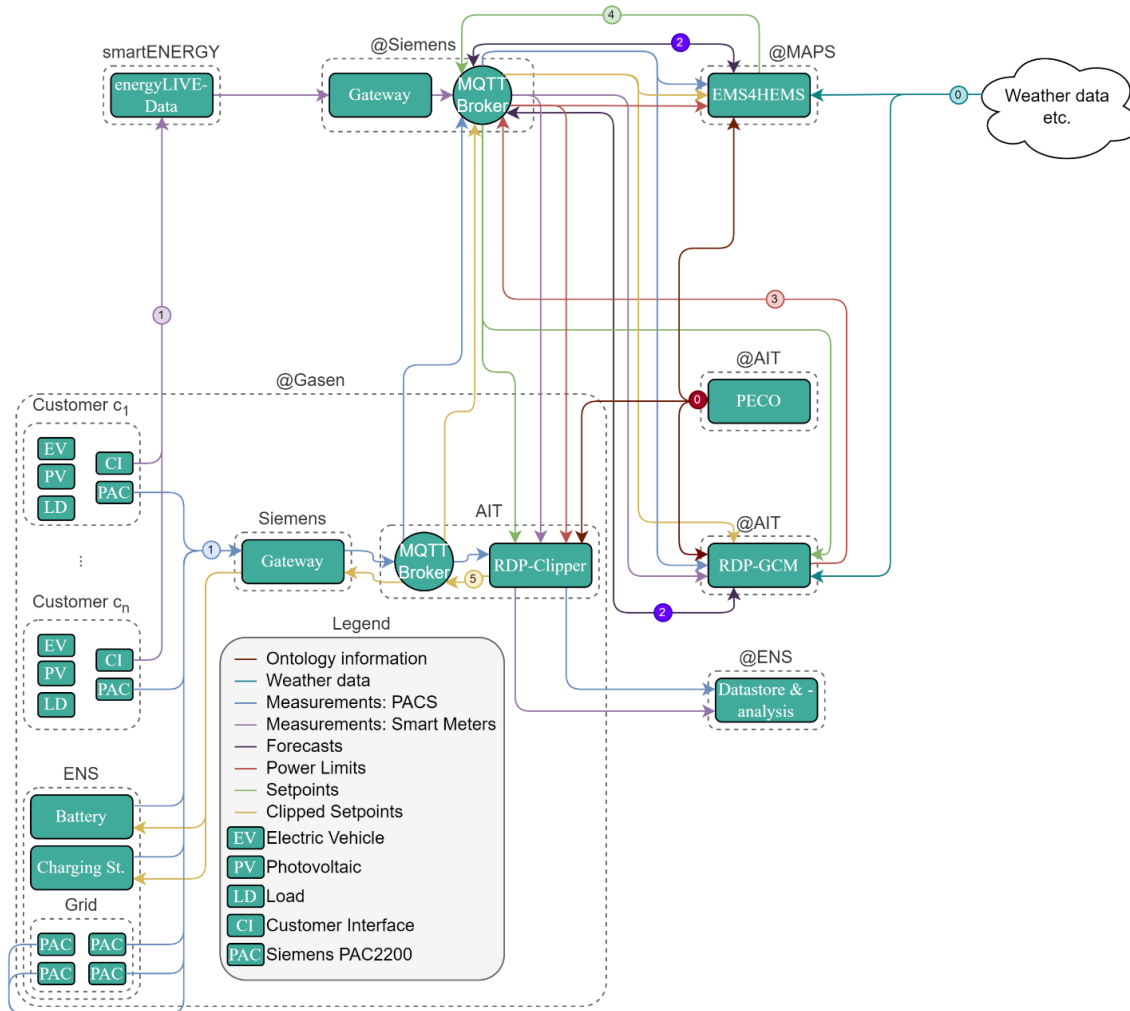 4
smartENERGY
@Siemens
2
@MAPS
energyLIVE-
Data
Gateway
MQTT
Broker
EMS4HEMS
0
Weather data
etc.
1
3
@AIT
PECO
0
@Gasen
Customer c1
EV
PV
LD
CI
PAC
...
Siemens
1
Gateway
AIT
MQTT
Broker
RDP-Clipper
5
@AIT
RDP-GCM
2
Customer cn
EV
PV
LD
CI
PAC
@ENS
Datastore & -
analysis
ENS
Battery
Charging St.
Grid
PAC
PAC
PAC
PAC
Legend
Ontology information
Weather data
Measurements: PACS
Measurements: Smart Meters
Forecasts
Power Limits
Setpoints
Clipped Setpoints
EV Electric Vehicle
PV Photovoltaic
LD Load
CI Customer Interface
PAC Siemens PAC2200